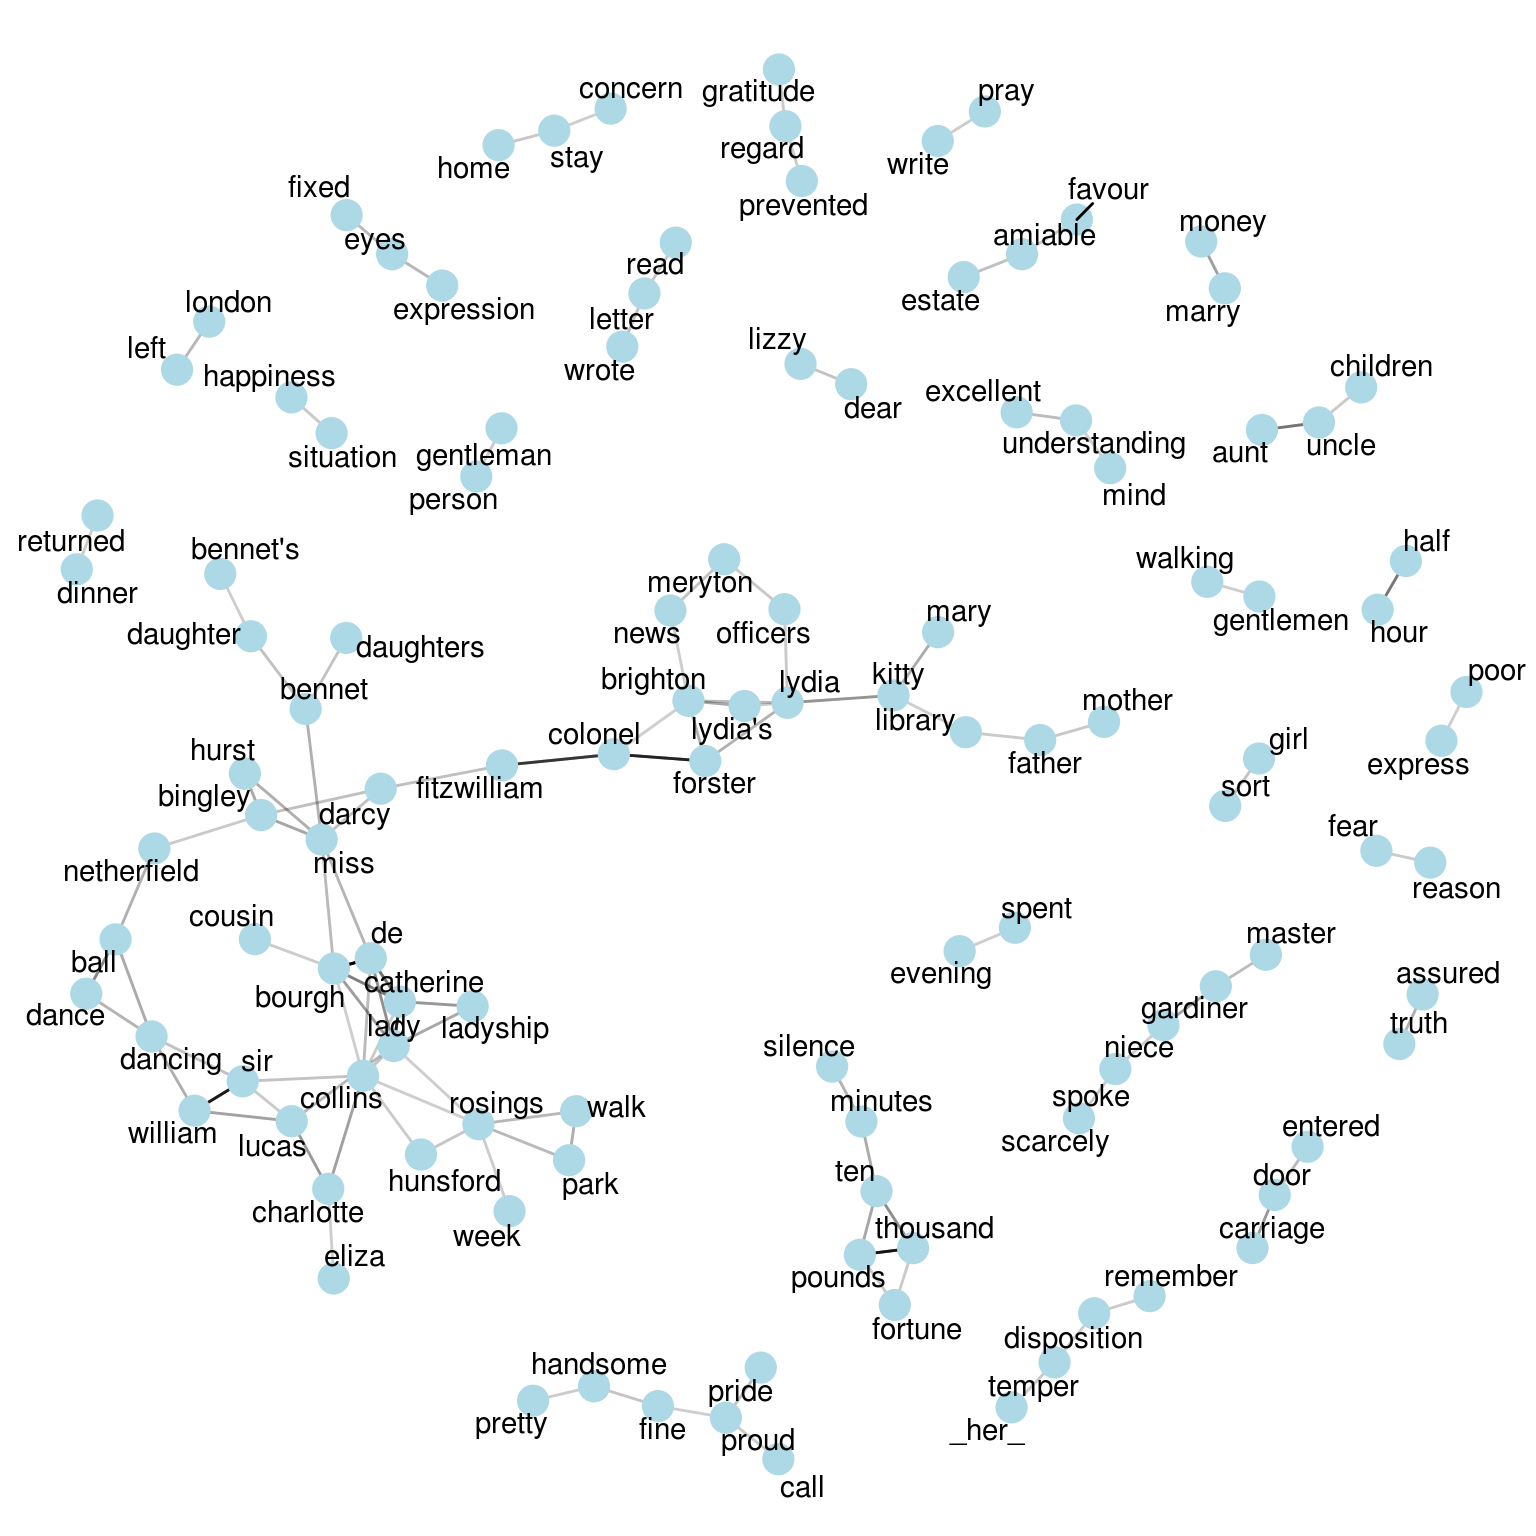 concern
gratitude
pray
home
stay
regard
write
fixed
prevented
favour
eyes
money
read
amiable
london
expression
estate
letter
marry
left
lizzy
happiness
wrote
children
dear
excellent
situation
gentleman
understanding
aunt
uncle
person
mind
returned
bennet's
half
dinner
meryton
walking
daughter
news
officers
mary
gentlemen
hour
daughters
bennet
brighton
lydia
kitty
poor
hurst
colonel
lydia's
library
mother
girl
bingley
fitzwilliam
forster
father
express
darcy
sort
netherfield
miss
fear
reason
cousin
spent
ball
de
master
bourgh
catherine
evening
assured
dance
lady
ladyship
gardiner
truth
dancing
sir
silence
niece
collins
rosings
walk
minutes
spoke
william
lucas
scarcely
entered
hunsford
park
ten
door
charlotte
week
thousand
carriage
eliza
pounds
remember
fortune
disposition
handsome
pride
temper
pretty
fine
proud
_her_
call